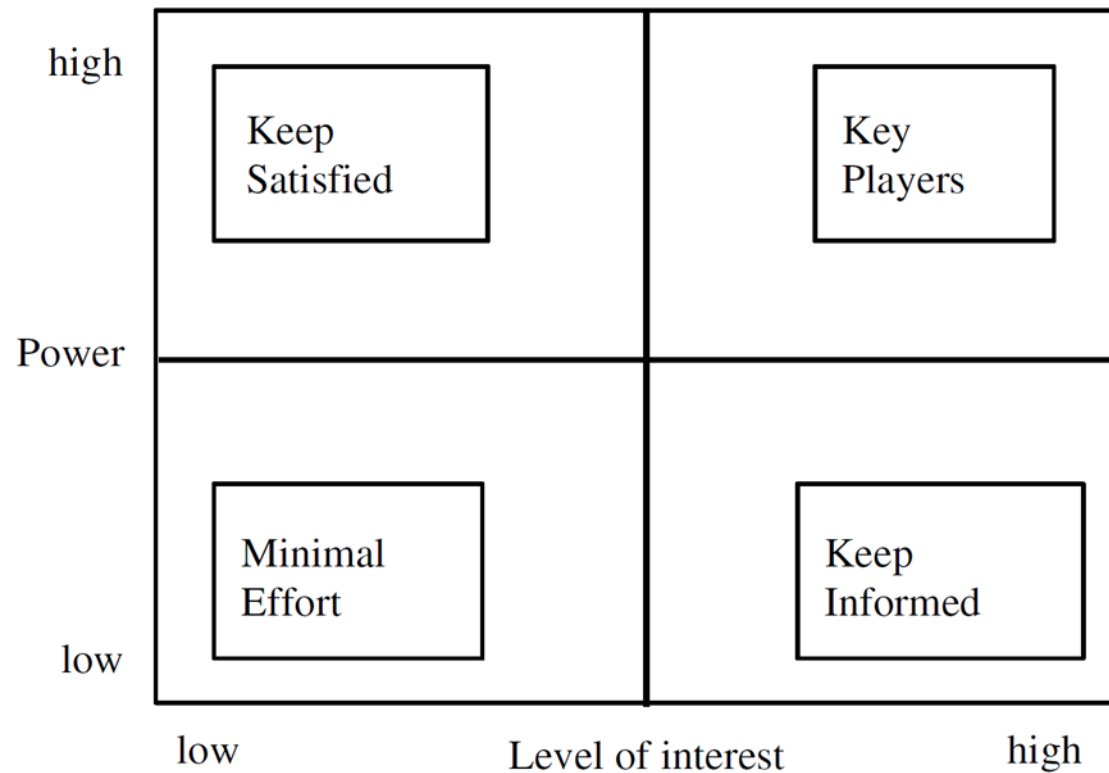 high
Keep
Satisfied
Key
Players
Power
Minimal
Effort
Keep
Informed
low
low
Level of interest
high